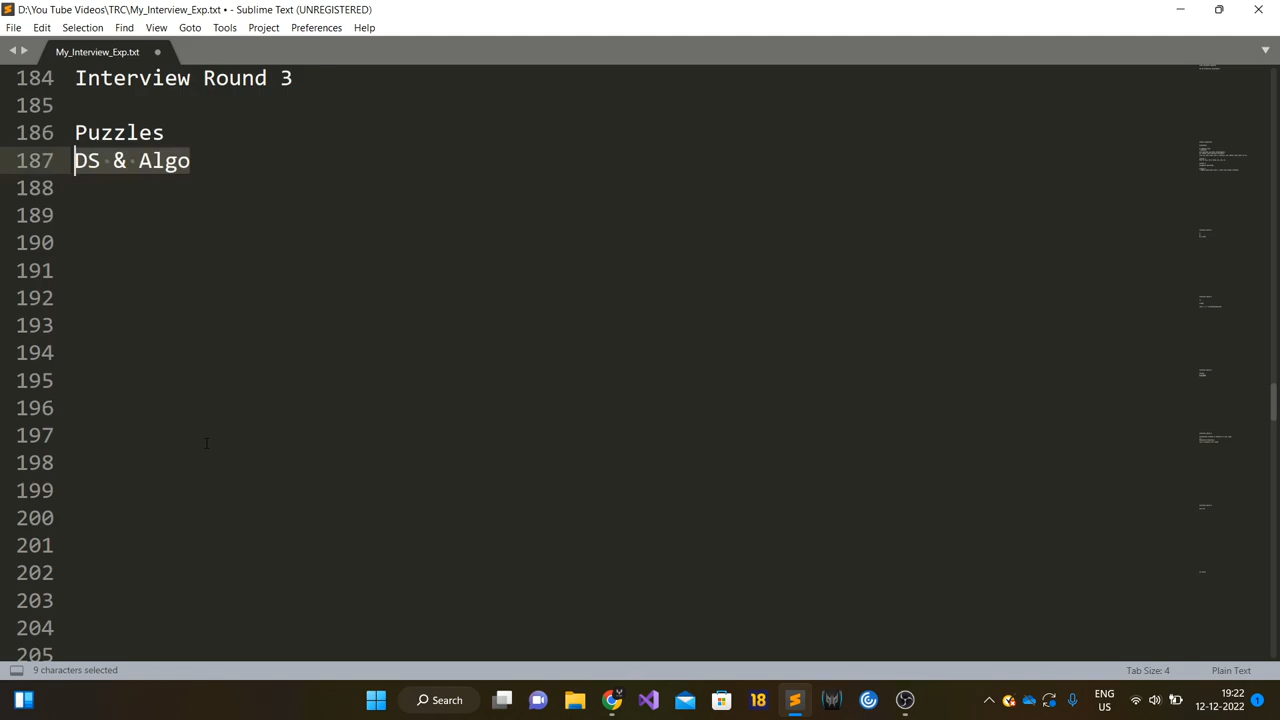 D:\You Tube Videos\TRC\My_Interview_Exp.txt • - Sublime Text (UNREGISTERED)
File Edit Selection Find View Goto Tools Project Preferences Help
My_Interview_Exp.txt
184 Interview Round 3
185
186 Puzzles
187 DS & Algo
188
189
190
191
192
193
194
195
196
197
198
199
200
201
202
203
204
205
9 characters selected Tab Size: 4 Plain Text
Search 18 ENG 19:22
US 12-12-2022 1